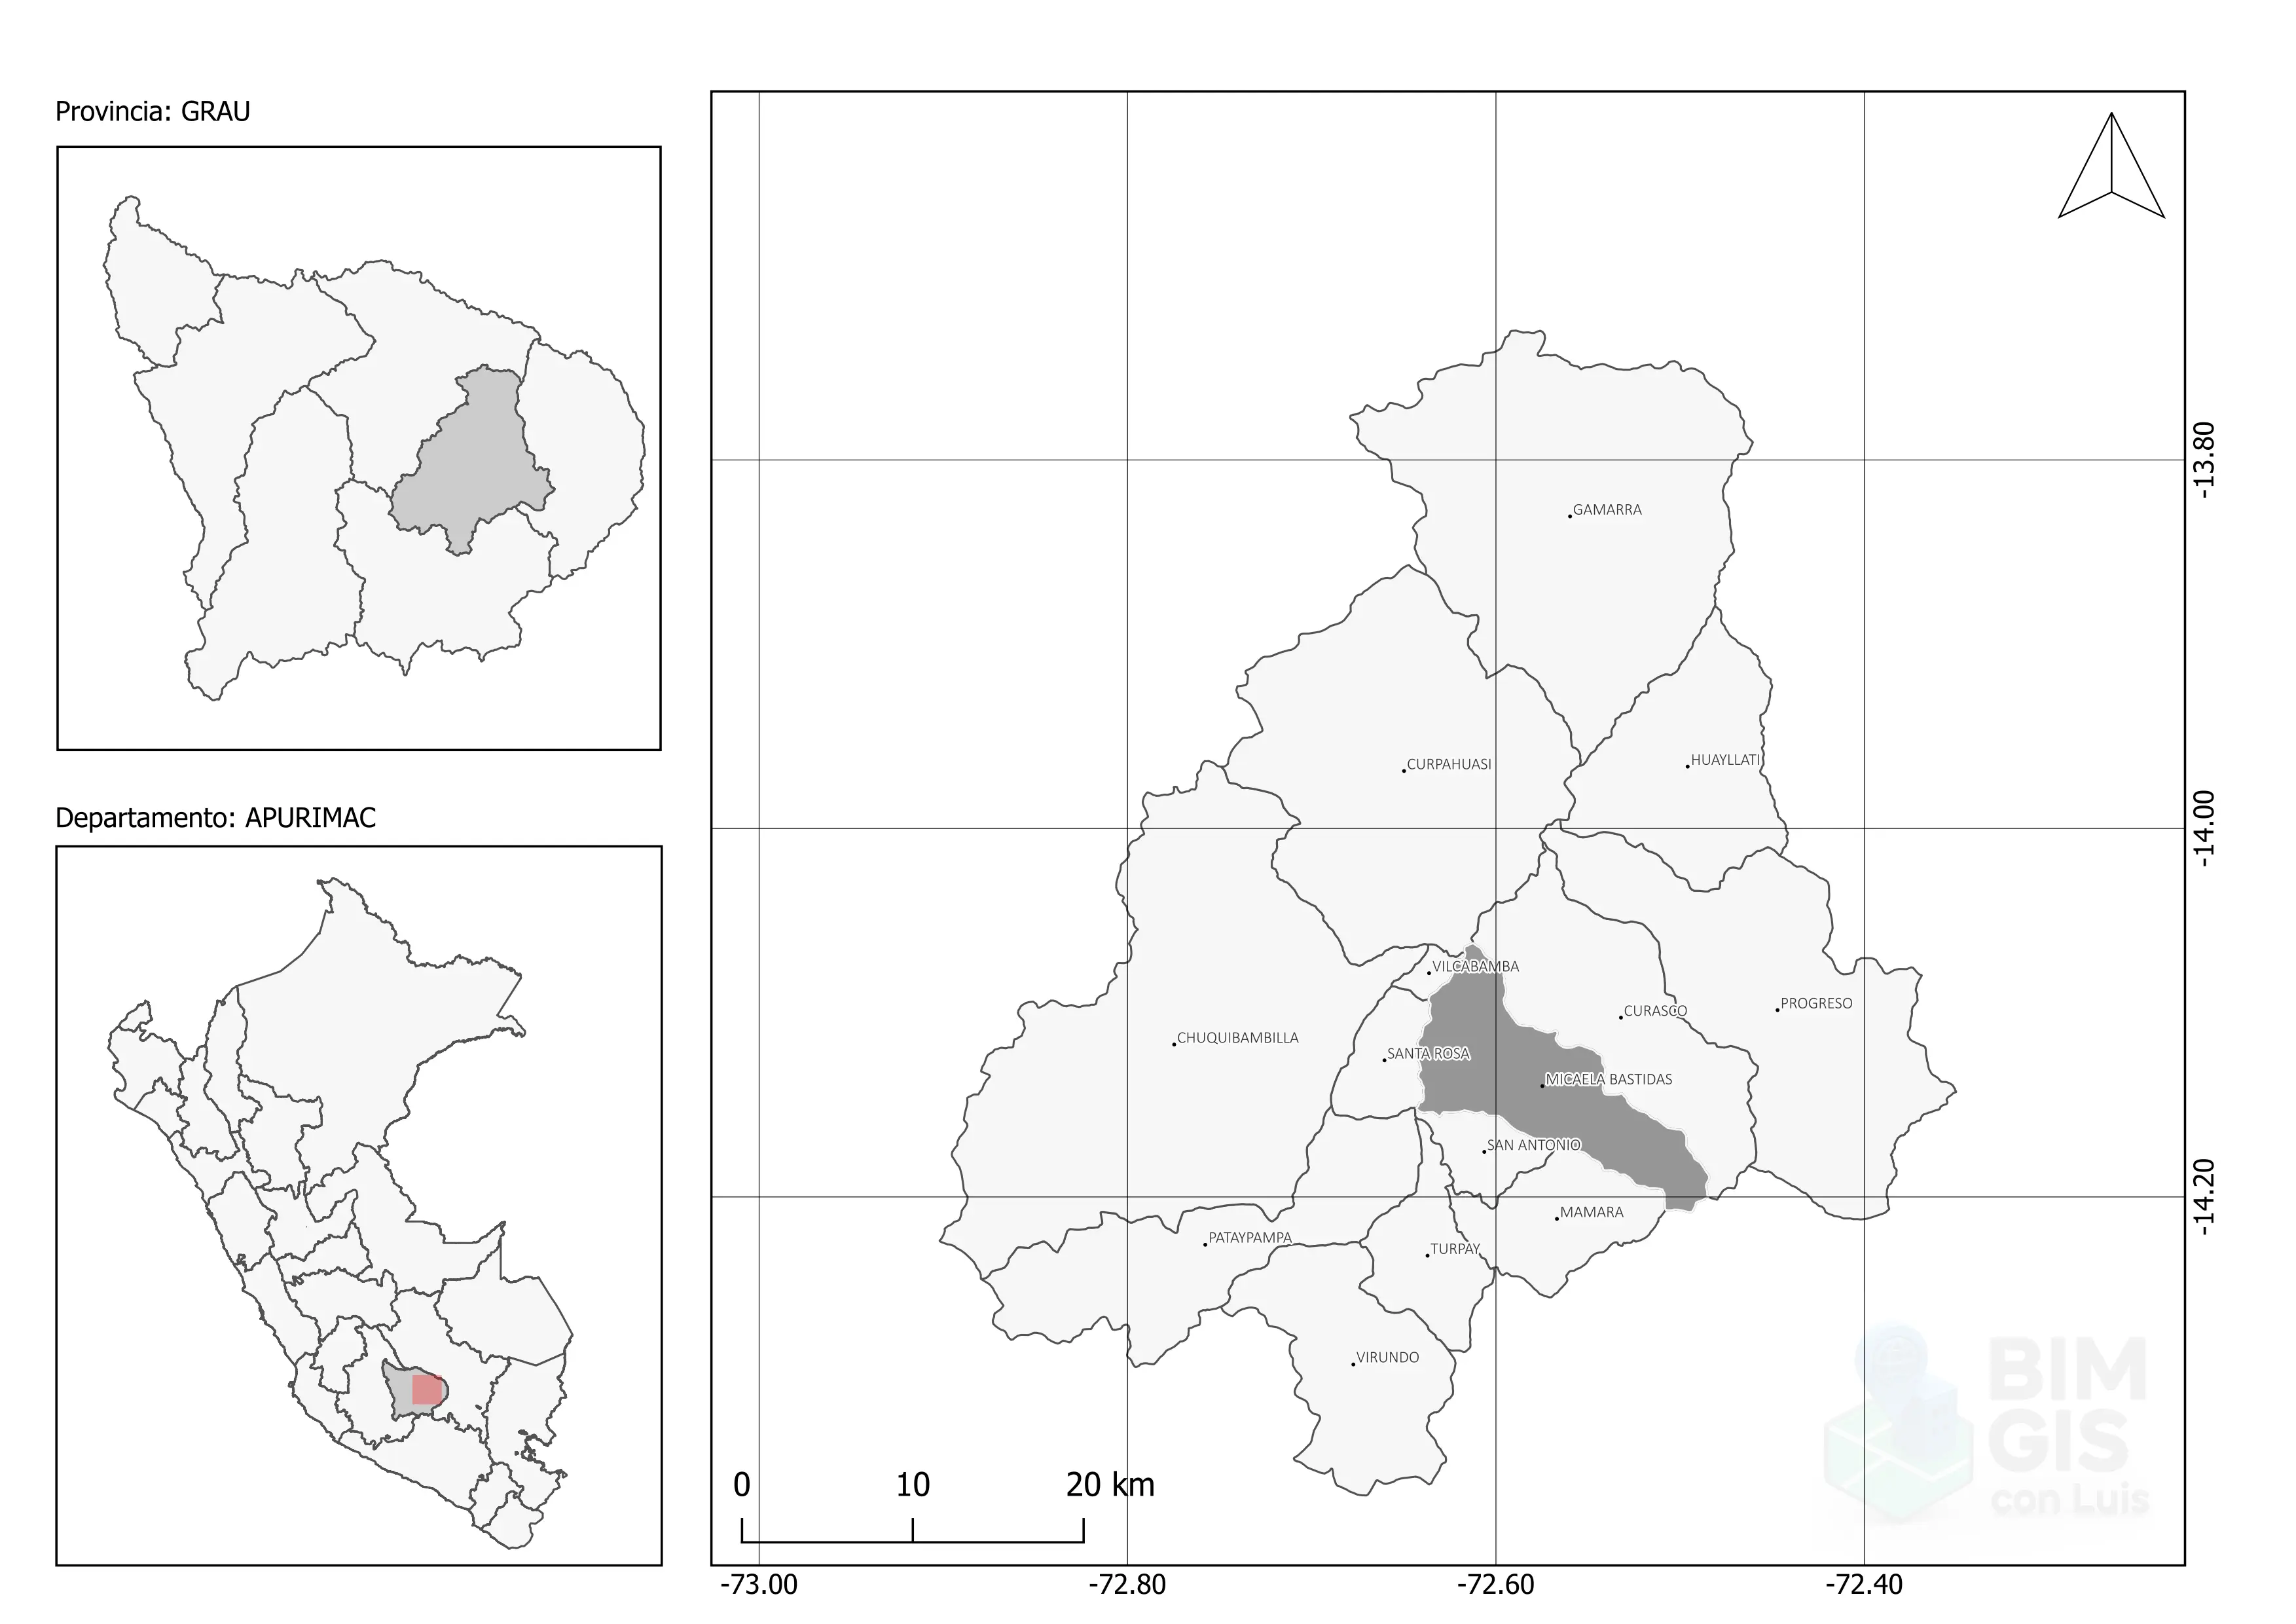 Provincia: GRAU
Departamento: APURIMAC
GAMARRA
CURPAHUASI
HUAYLLATI
VILCABAMBA
CURASCO
PROGRESO
CHUQUIBAMBILLA
SANTA ROSA
MICAELA BASTIDAS
SAN ANTONIO
MAMARA
PATAYPAMPA
TURPAY
VIRUNDO
-13.80
-14.00
-14.20
BIM
GIS
con Luis
0 10 20 km
-73.00 -72.80 -72.60 -72.40